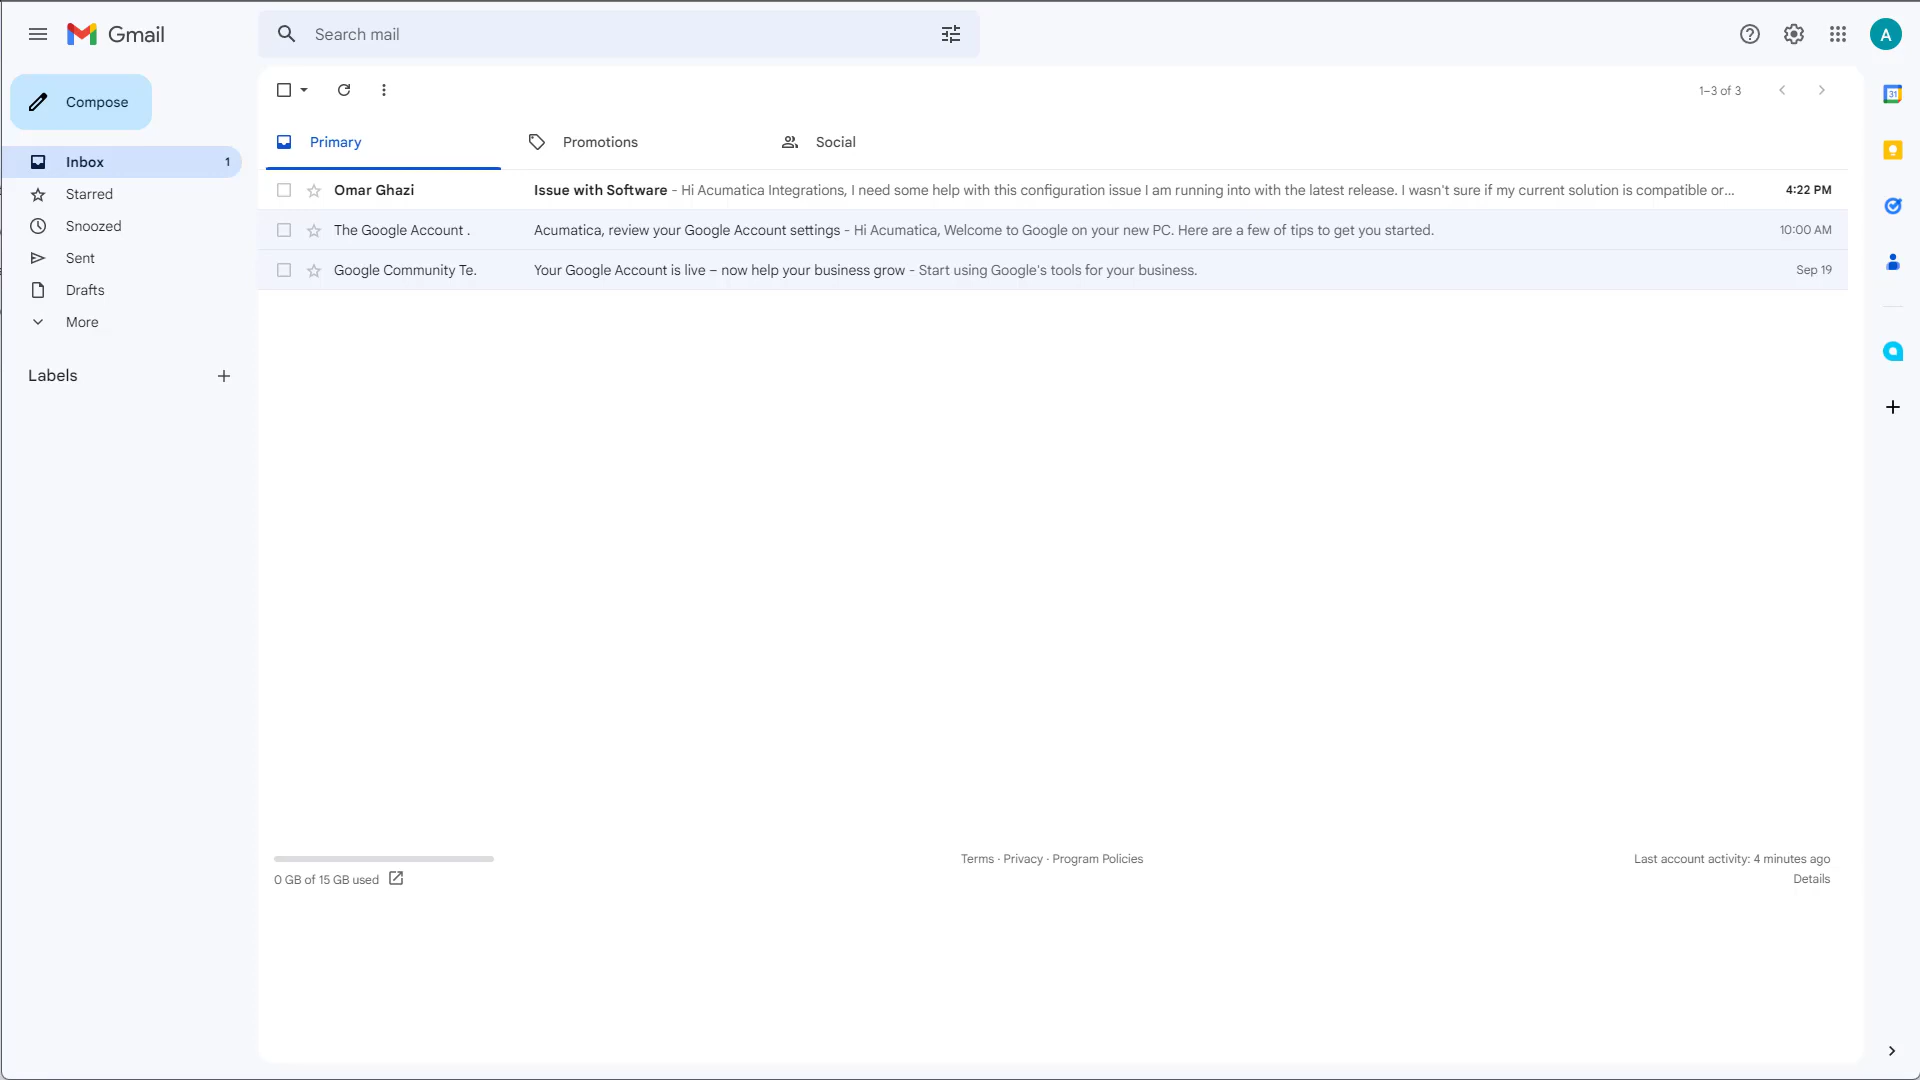 Gmail
Search mail
A
Compose
1–3 of 3
31
Primary
Promotions
Social
Inbox 1
Starred
Snoozed
Sent
Drafts
More
Labels
Omar Ghazi Issue with Software - Hi Acumatica Integrations, I need some help with this configuration issue I am running into with the latest release. I wasn't sure if my current solution is compatible or... 4:22 PM
The Google Account . Acumatica, review your Google Account settings - Hi Acumatica, Welcome to Google on your new PC. Here are a few of tips to get you started. 10:00 AM
Google Community Te. Your Google Account is live – now help your business grow - Start using Google's tools for your business. Sep 19
0 GB of 15 GB used
Terms · Privacy · Program Policies
Last account activity: 4 minutes ago
Details